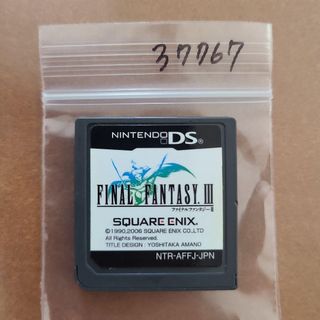 37767
NINTENDO DS
FINAL FANTASY III
ファイナルファンタジーIII
SQUARE ENIX
©1990,2006 SQUARE ENIX CO.,LTD
All Rights Reserved.
TITLE DESIGN : YOSHITAKA AMANO
NTR-AFFJ-JPN